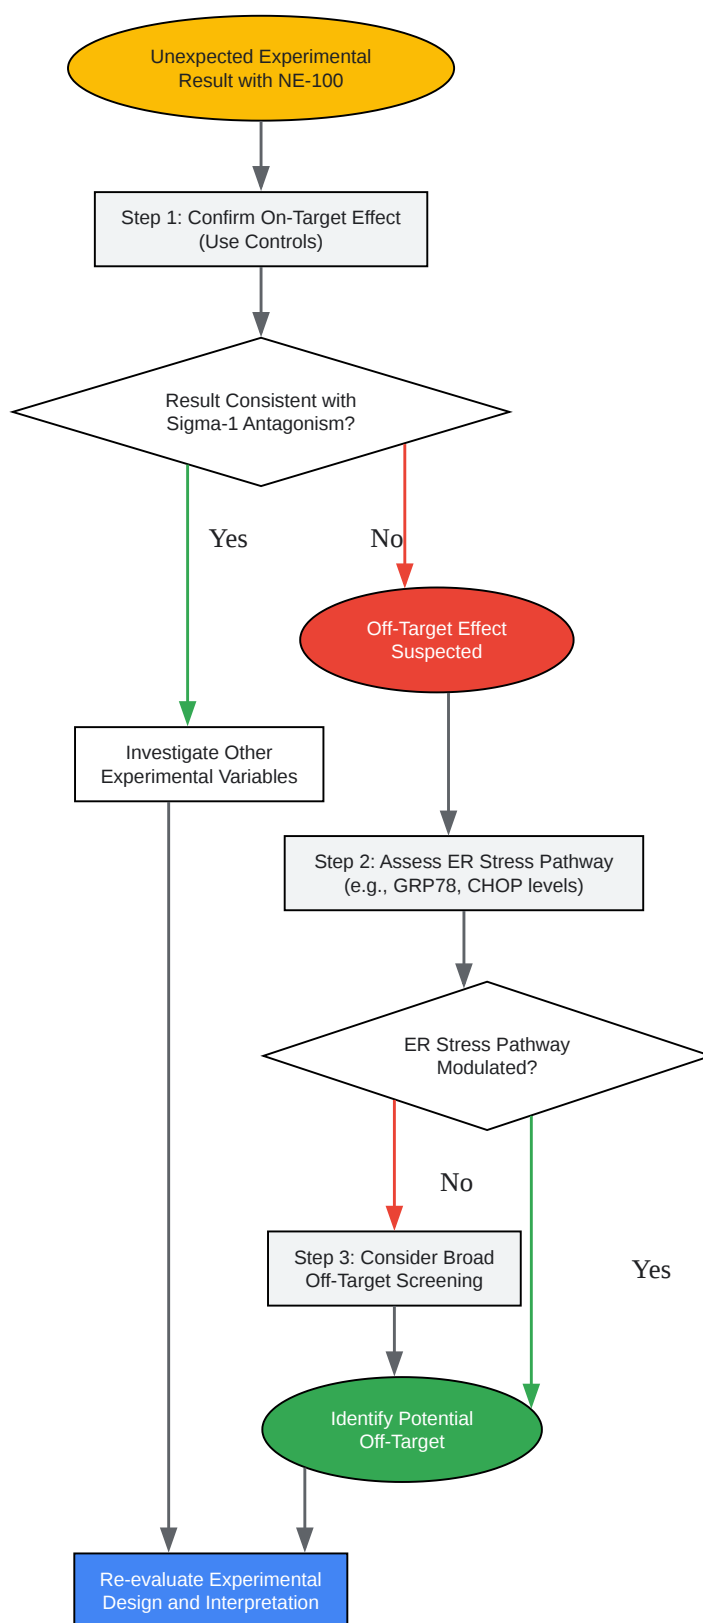 Unexpected Experimental
Result with NE-100
Step 1: Confirm On-Target Effect
(Use Controls)
Result Consistent with
Sigma-1 Antagonism?
Yes
No
Off-Target Effect
Suspected
Investigate Other
Experimental Variables
Step 2: Assess ER Stress Pathway
(e.g., GRP78, CHOP levels)
ER Stress Pathway
Modulated?
No
Step 3: Consider Broad
Off-Target Screening
Yes
Identify Potential
Off-Target
Re-evaluate Experimental
Design and Interpretation